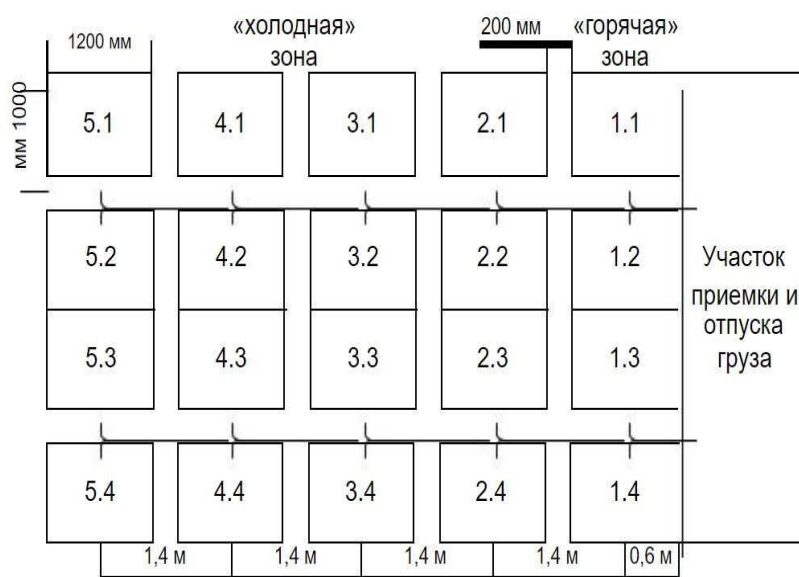 1200 мм
«холодная»
зона
200 мм
«горячая»
зона
мм 1000
5.1 4.1 3.1 2.1 1.1
5.2 4.2 3.2 2.2 1.2
5.3 4.3 3.3 2.3 1.3
Участок
приемки и
отпуска
груза
5.4 4.4 3.4 2.4 1.4
1,4 м 1,4 м 1,4 м 1,4 м 0,6 м